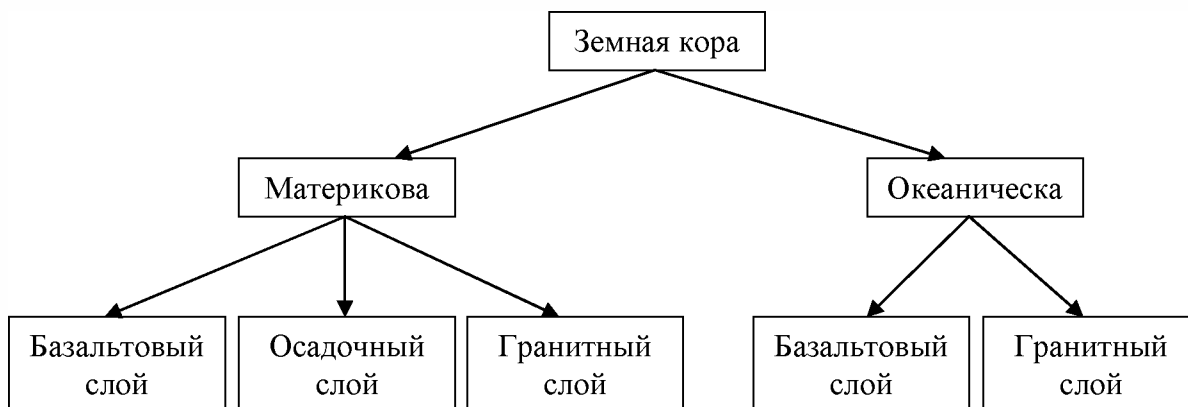 Земная кора
Материкова
Океаническа
Базальтовый
слой
Осадочный
слой
Гранитный
слой
Базальтовый
слой
Гранитный
слой